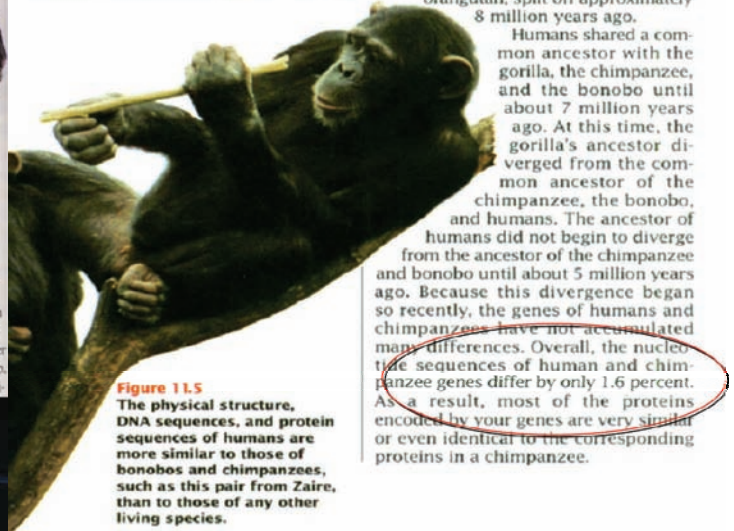 orangutan, split off approximately
8 million years ago.
Humans shared a com-
mon ancestor with the
gorilla, the chimpanzee,
and the bonobo until
about 7 million years
ago. At this time, the
gorilla's ancestor di-
verged from the com-
mon ancestor of the
chimpanzee, the bonobo,
and humans. The ancestor of
humans did not begin to diverge
from the ancestor of the chimpanzee
and bonobo until about 5 million years
ago. Because this divergence began
so recently, the genes of humans and
chimpanzees have not accumulated
many differences. Overall, the nucleo-
tide sequences of human and chim-
panzee genes differ by only 1.6 percent.
As a result, most of the proteins
encoded by your genes are very similar
or even identical to the corresponding
proteins in a chimpanzee.
Figure 11.5
The physical structure,
DNA sequences, and protein
sequences of humans are
more similar to those of
bonobos and chimpanzees,
such as this pair from Zaire,
than to those of any other
living species.